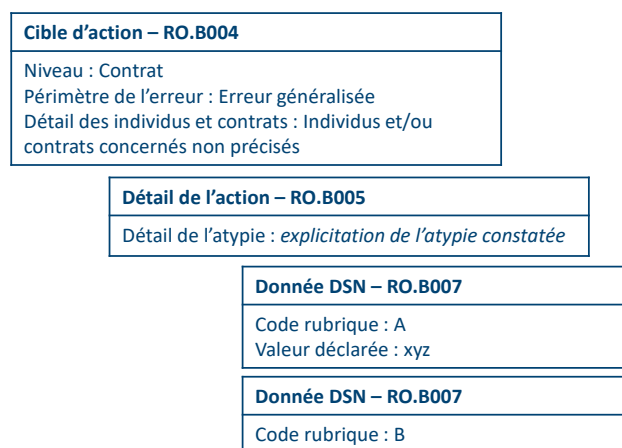 Cible d'action – RO.B004
Niveau : Contrat
Périmètre de l'erreur : Erreur généralisée
Détail des individus et contrats : Individus et/ou
contrats concernés non précisés
Détail de l'action – RO.B005
Détail de l'atypie : explicitation de l'atypie constatée
Donnée DSN – RO.B007
Code rubrique : A
Valeur déclarée : xyz
Donnée DSN – RO.B007
Code rubrique : B